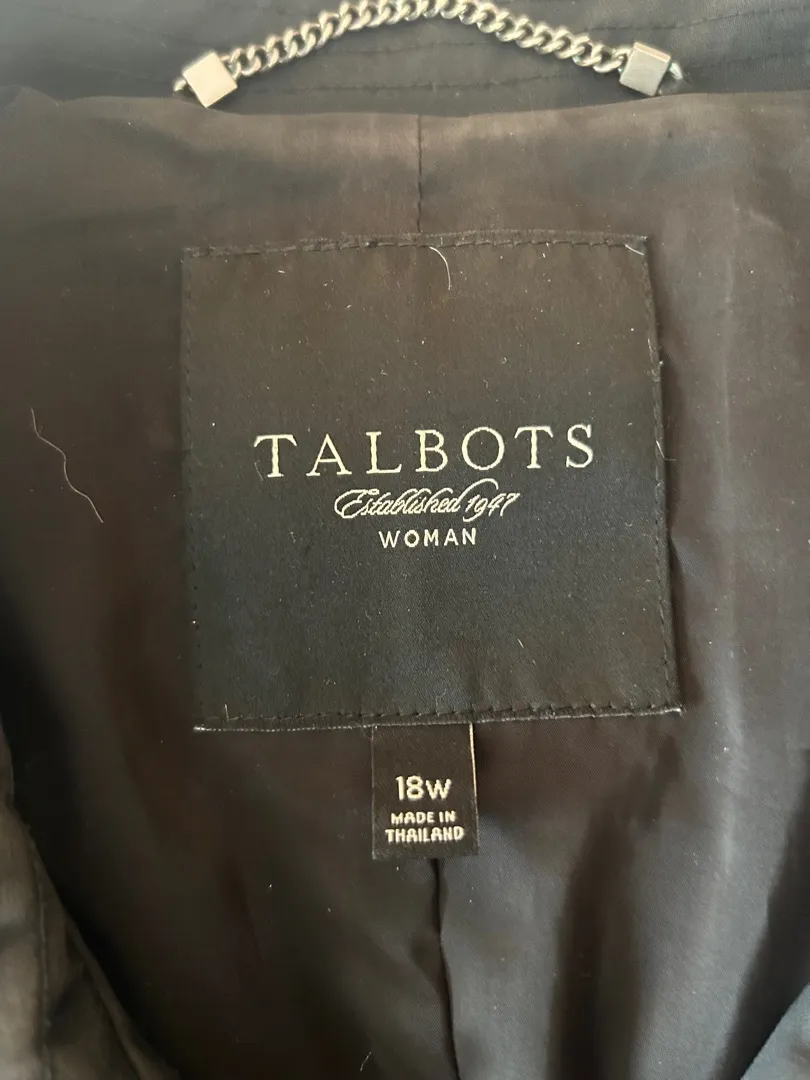 TALBOTS
Established 1947
WOMAN
18W
MADE IN
THAILAND